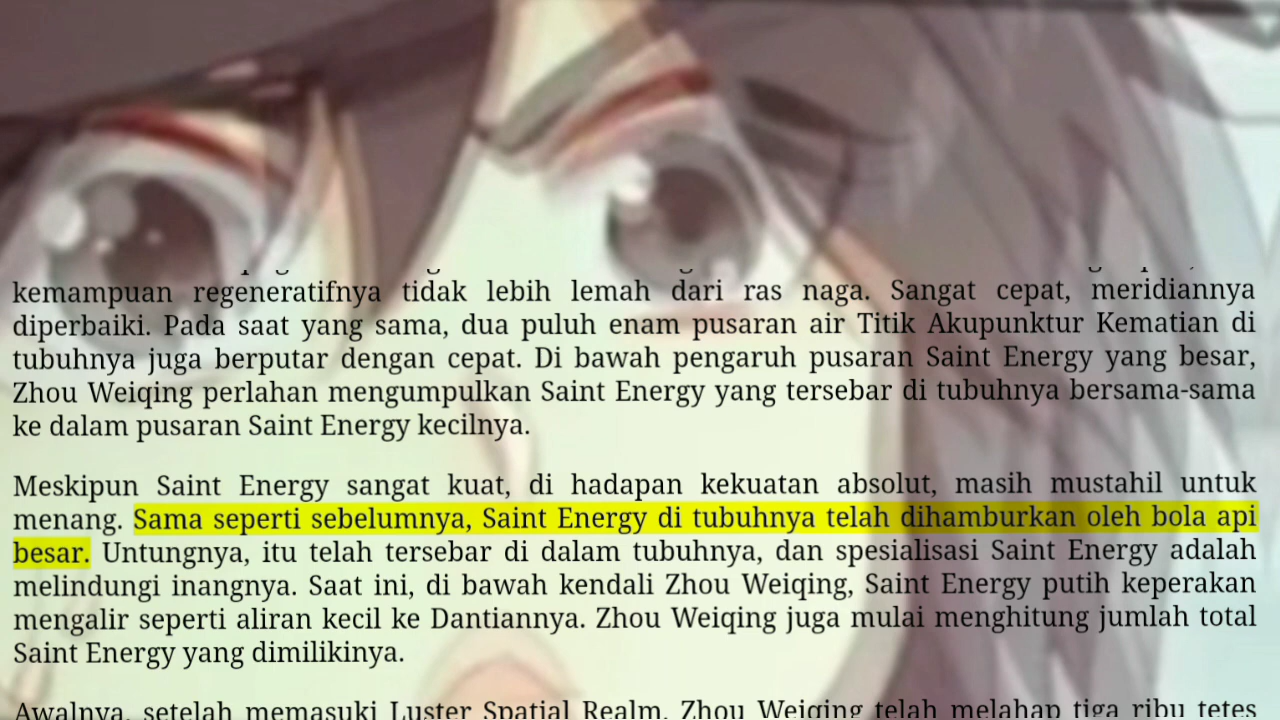 kemampuan regeneratifnya tidak lebih lemah dari ras naga. Sangat cepat, meridiannya
diperbaiki. Pada saat yang sama, dua puluh enam pusaran air Titik Akupunktur Kematian di
tubuhnya juga berputar dengan cepat. Di bawah pengaruh pusaran Saint Energy yang besar,
Zhou Weiqing perlahan mengumpulkan Saint Energy yang tersebar di tubuhnya bersama-sama
ke dalam pusaran Saint Energy kecilnya.
Meskipun Saint Energy sangat kuat, di hadapan kekuatan absolut, masih mustahil untuk
menang. Sama seperti sebelumnya, Saint Energy di tubuhnya telah dihamburkan oleh bola api
besar. Untungnya, itu telah tersebar di dalam tubuhnya, dan spesialisasi Saint Energy adalah
melindungi inangnya. Saat ini, di bawah kendali Zhou Weiqing, Saint Energy putih keperakan
mengalir seperti aliran kecil ke Dantiannya. Zhou Weiqing juga mulai menghitung jumlah total
Saint Energy yang dimilikinya.
Awalnya, setelah memasuki Luster Spatial Realm, Zhou Weiqing telah melahap tiga ribu tetes